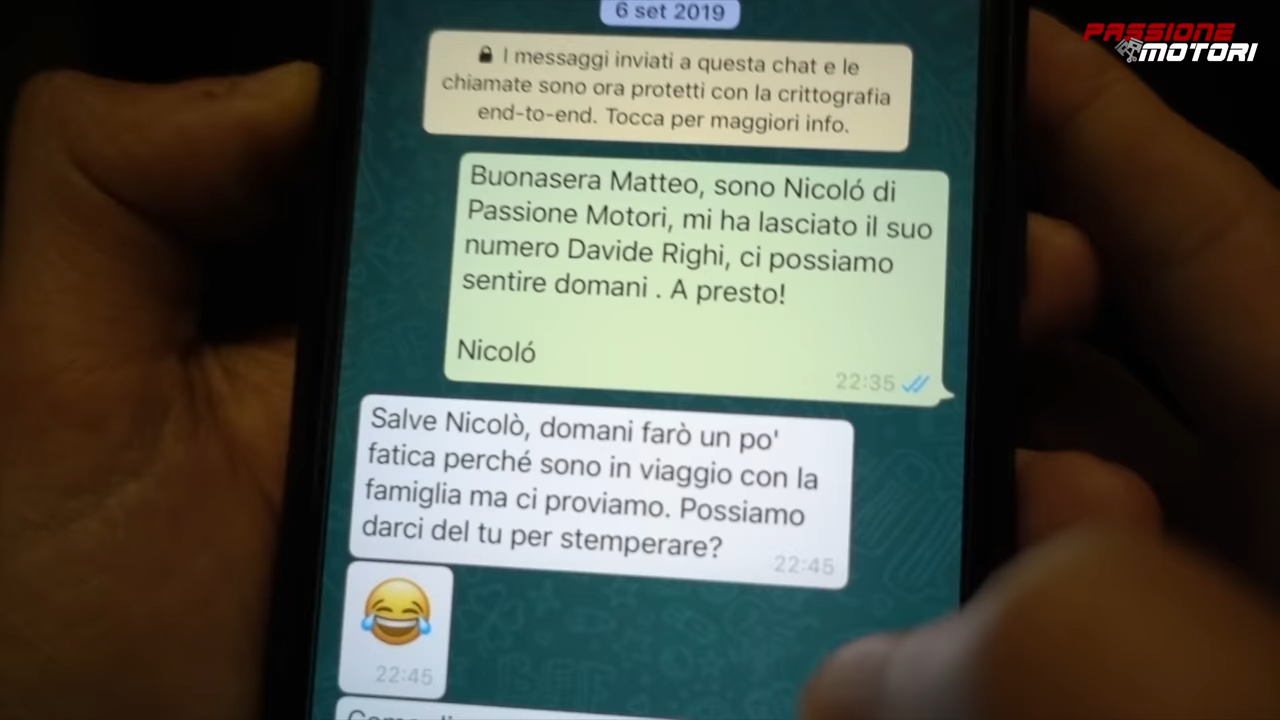 6 set 2019
PASSIONE
MOTORI
I messaggi inviati a questa chat e le
chiamate sono ora protetti con la crittografia
end-to-end. Tocca per maggiori info.
Buonasera Matteo, sono Nicoló di
Passione Motori, mi ha lasciato il suo
numero Davide Righi, ci possiamo
sentire domani . A presto!
Nicoló
22:35
Salve Nicolò, domani farò un po'
fatica perché sono in viaggio con la
famiglia ma ci proviamo. Possiamo
darci del tu per stemperare?
22:45
22:45